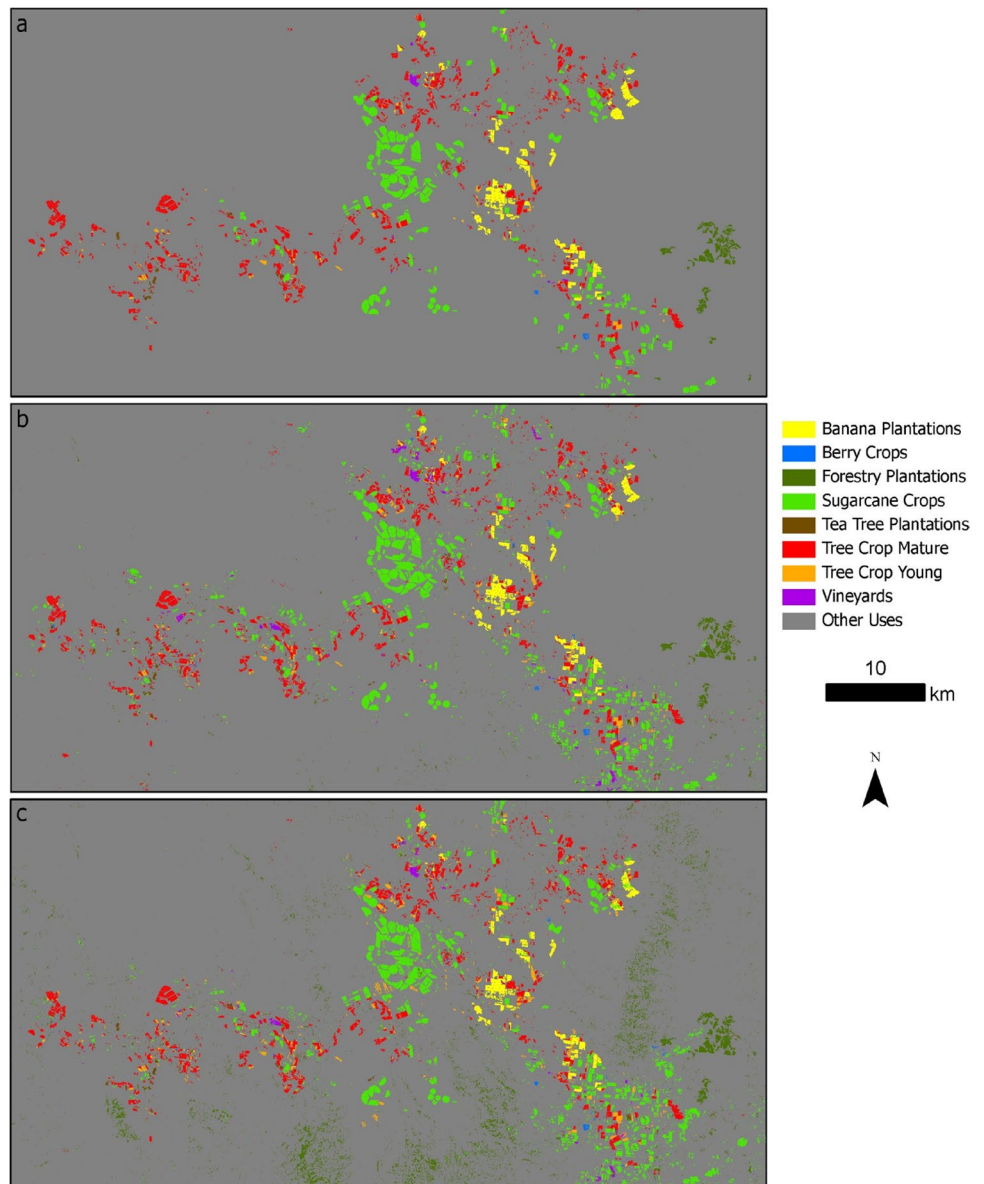 a
b
c
Banana Plantations
Berry Crops
Forestry Plantations
Sugarcane Crops
Tea Tree Plantations
Tree Crop Mature
Tree Crop Young
Vineyards
Other Uses
10
km
N